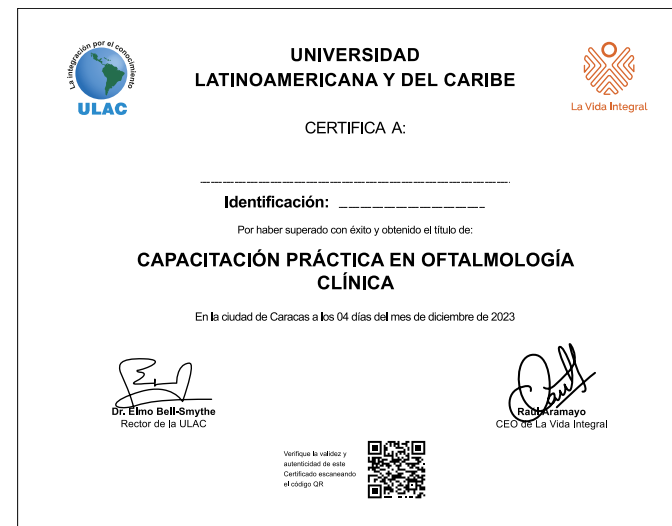 La integración por el conocimiento
ULAC
UNIVERSIDAD
LATINOAMERICANA Y DEL CARIBE
La Vida Integral
CERTIFICA A:
Identificación:
Por haber superado con éxito y obtenido el título de:
CAPACITACIÓN PRÁCTICA EN OFTALMOLOGÍA
CLÍNICA
En la ciudad de Caracas a los 04 días del mes de diciembre de 2023
Dr. Elmo Bell-Smythe
Rector de la ULAC
Raúl Aramayo
CEO de La Vida Integral
Verifique la validez y
autenticidad de este
Certificado escaneando
el código QR